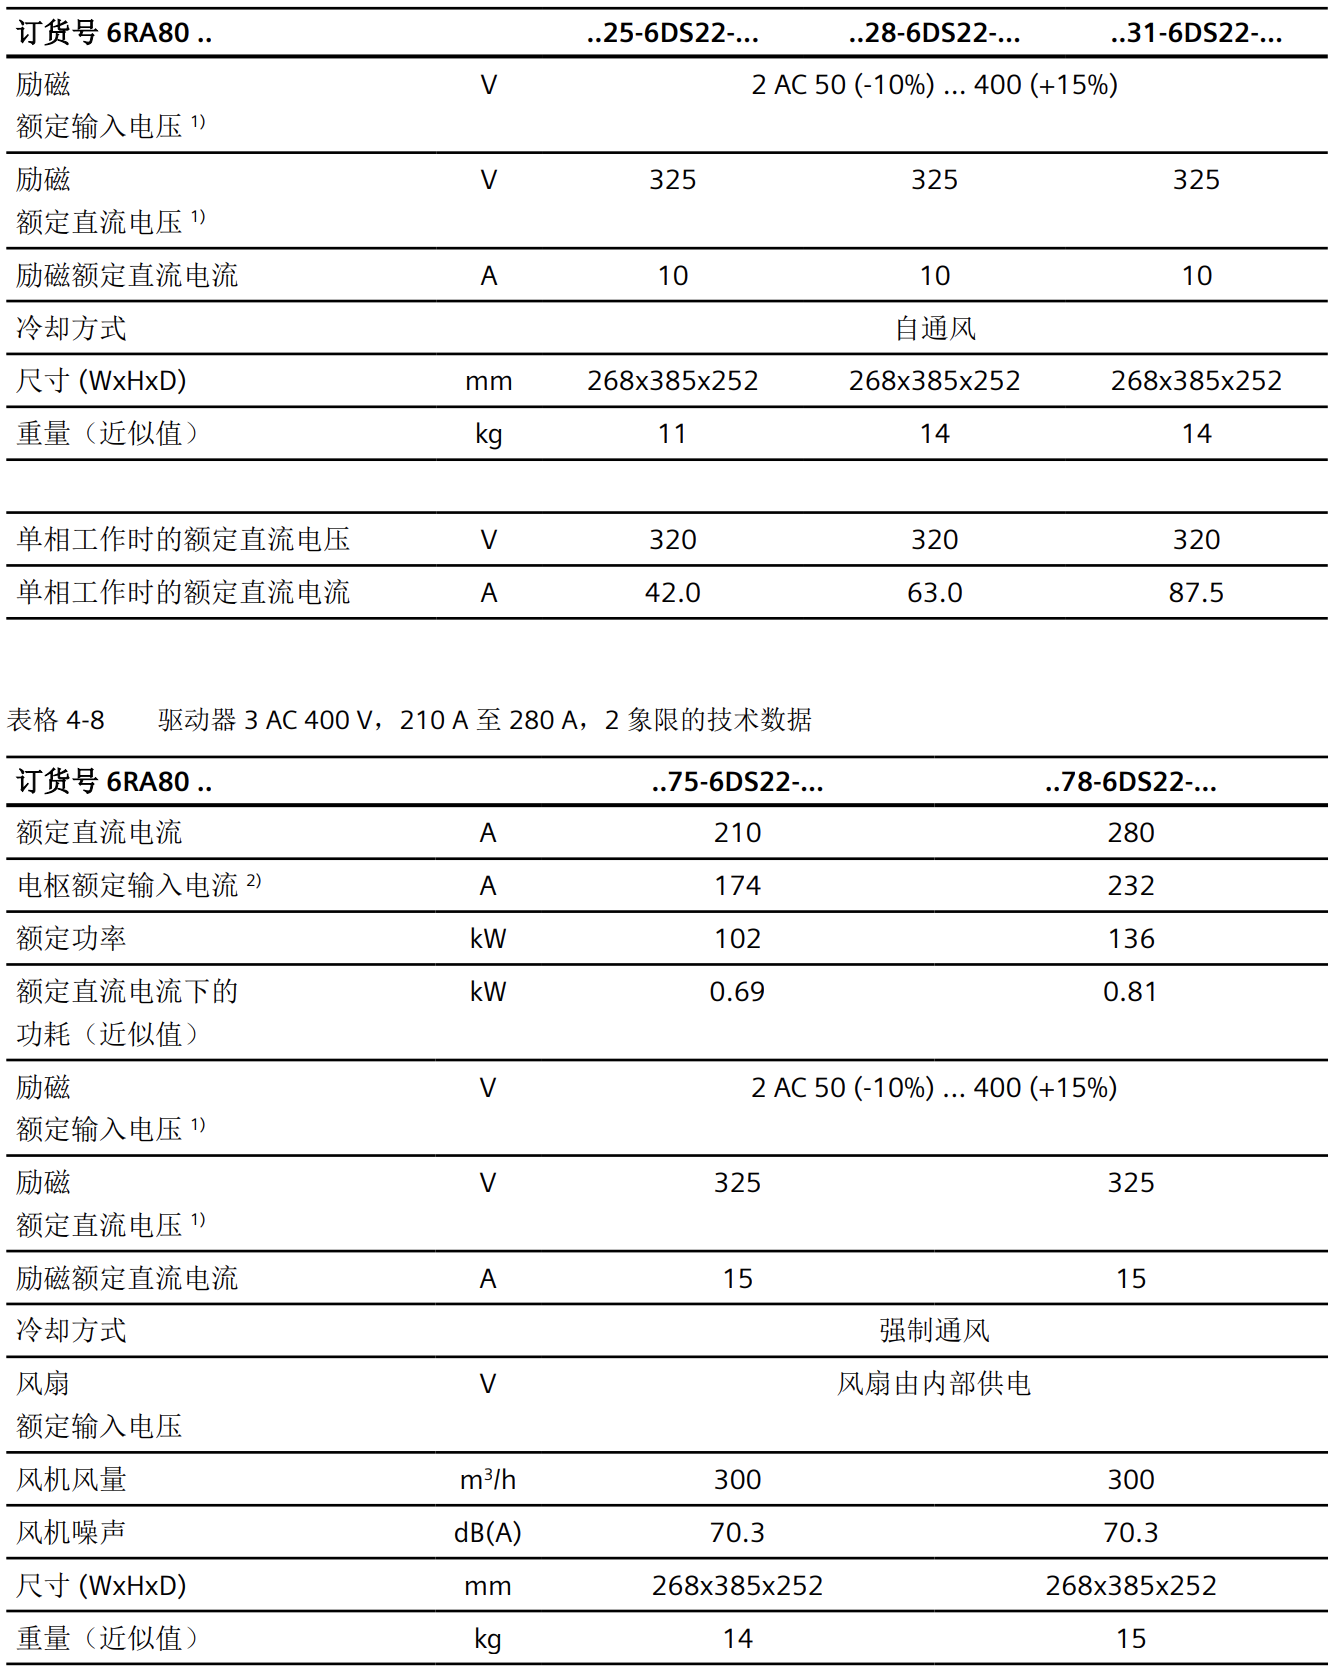 订货号 6RA80 .. ..25-6DS22-... ..28-6DS22-... ..31-6DS22-...
励磁 V 2 AC 50 (-10%) ... 400 (+15%)
额定输入电压 1)
励磁 V 325 325 325
额定直流电压 1)
励磁额定直流电流 A 10 10 10
冷却方式 自通风
尺寸 (WxHxD) mm 268x385x252 268x385x252 268x385x252
重量（近似值） kg 11 14 14
单相工作时的额定直流电压 V 320 320 320
单相工作时的额定直流电流 A 42.0 63.0 87.5
表格 4-8 驱动器 3 AC 400 V，210 A 至 280 A，2 象限的技术数据
订货号 6RA80 .. ..75-6DS22-... ..78-6DS22-...
额定直流电流 A 210 280
电枢额定输入电流 2) A 174 232
额定功率 kW 102 136
额定直流电流下的 kW 0.69 0.81
功耗（近似值）
励磁 V 2 AC 50 (-10%) ... 400 (+15%)
额定输入电压 1)
励磁 V 325 325
额定直流电压 1)
励磁额定直流电流 A 15 15
冷却方式 强制通风
风扇 V 风扇由内部供电
额定输入电压
风机风量 m³/h 300 300
风机噪声 dB(A) 70.3 70.3
尺寸 (WxHxD) mm 268x385x252 268x385x252
重量（近似值） kg 14 15